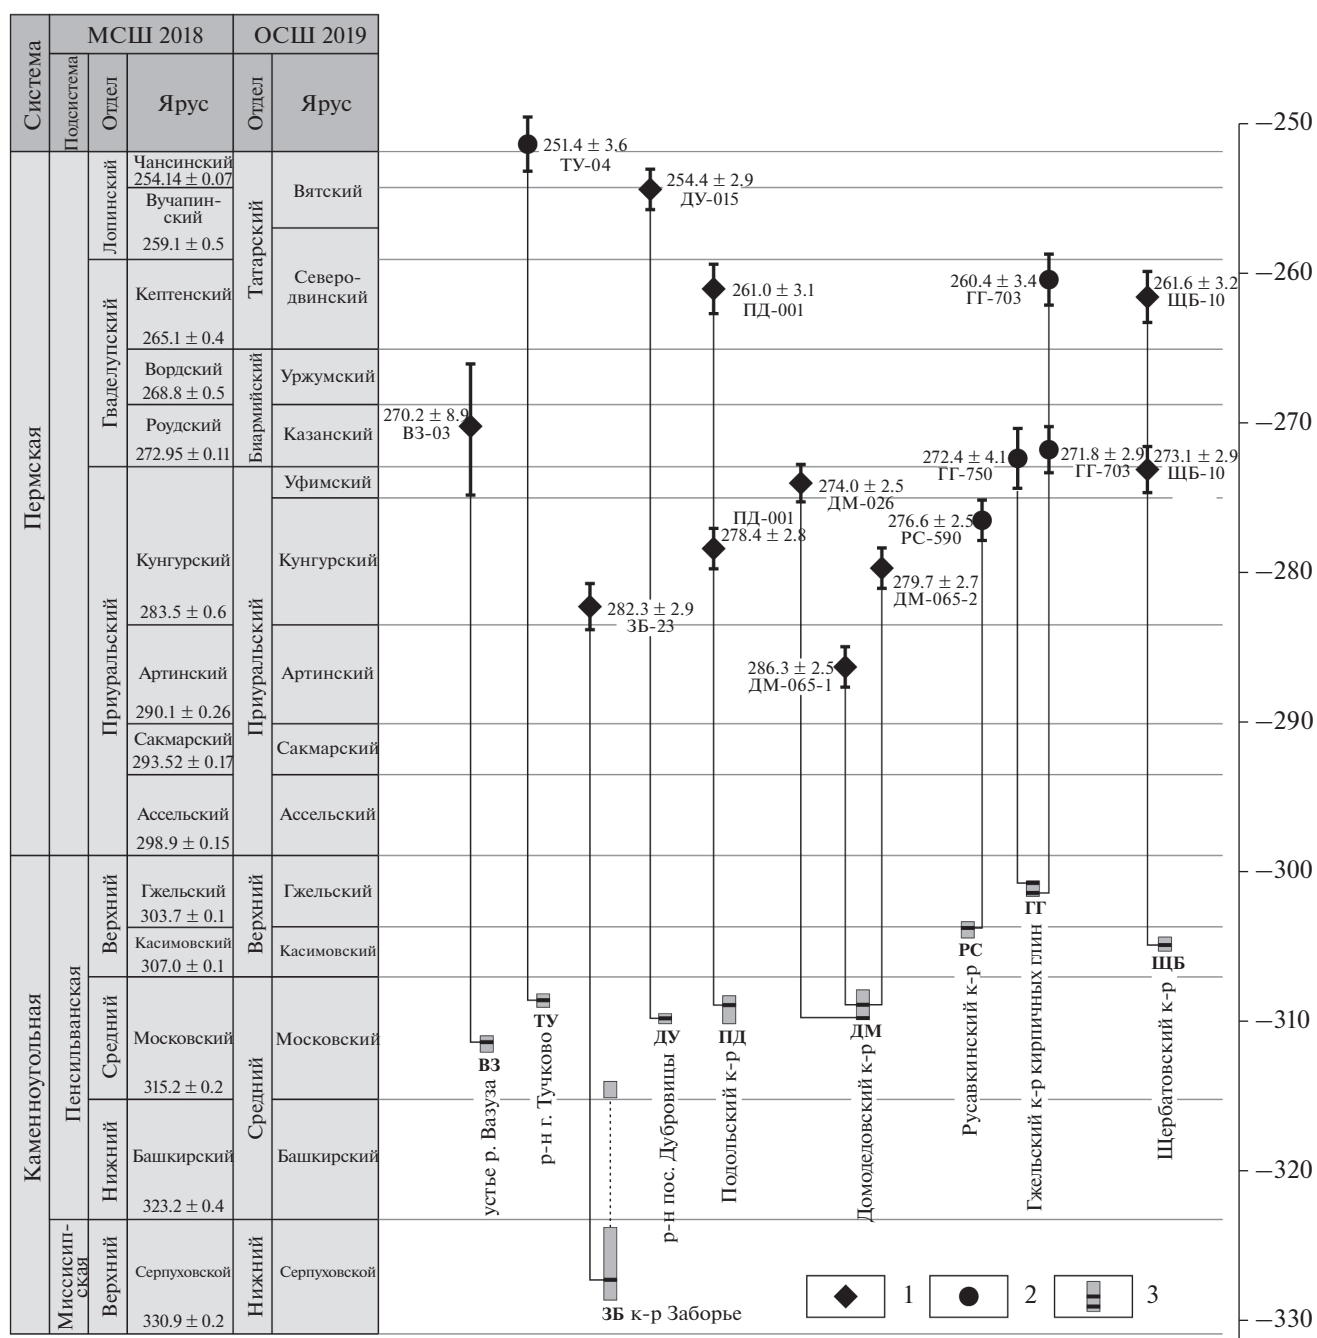 МСШ 2018
ОСШ 2019
Система
Подсистема
Отдел
Ярус
Отдел
Ярус
Пермская
Каменноугольная
Пенсильванская
Миссисип-
ская
Лопинский
Гваделупский
Приуральский
Верхний
Средний
Нижний
Верхний
Чансинский
254.14 ± 0.07
Вучапин-
ский
259.1 ± 0.5
Кептенский
265.1 ± 0.4
Вордский
268.8 ± 0.5
Роудский
272.95 ± 0.11
Кунгурский
283.5 ± 0.6
Артинский
290.1 ± 0.26
Сакмарский
293.52 ± 0.17
Ассельский
298.9 ± 0.15
Гжельский
303.7 ± 0.1
Касимовский
307.0 ± 0.1
Московский
315.2 ± 0.2
Башкирский
323.2 ± 0.4
Серпуховской
330.9 ± 0.2
Татарский
Биармийский
Приуральский
Верхний
Средний
Нижний
Вятский
Северо-
двинский
Уржумский
Казанский
Уфимский
Кунгурский
Артинский
Сакмарский
Ассельский
Гжельский
Касимовский
Московский
Башкирский
Серпуховской
270.2 ± 8.9
ВЗ-03
251.4 ± 3.6
ТУ-04
282.3 ± 2.9
ЗБ-23
254.4 ± 2.9
ДУ-015
261.0 ± 3.1
ПД-001
ПД-001
278.4 ± 2.8
274.0 ± 2.5
ДМ-026
286.3 ± 2.5
ДМ-065-1
279.7 ± 2.7
ДМ-065-2
276.6 ± 2.5
РС-590
272.4 ± 4.1
ГГ-750
260.4 ± 3.4
ГГ-703
271.8 ± 2.9
ГГ-703
261.6 ± 3.2
ЩБ-10
273.1 ± 2.9
ЩБ-10
ВЗ
устье р. Вазуза
ТУ
р-н г. Тучково
ЗБ к-р Заборье
ДУ
р-н пос. Дубровицы
ПД
Подольский к-р
ДМ
Домодедовский к-р
РС
Русавкинский к-р
ГГ
Гжельский к-р кирпичных глин
ЩБ
Щербатовский к-р
1
2
3
−250
−260
−270
−280
−290
−300
−310
−320
−330